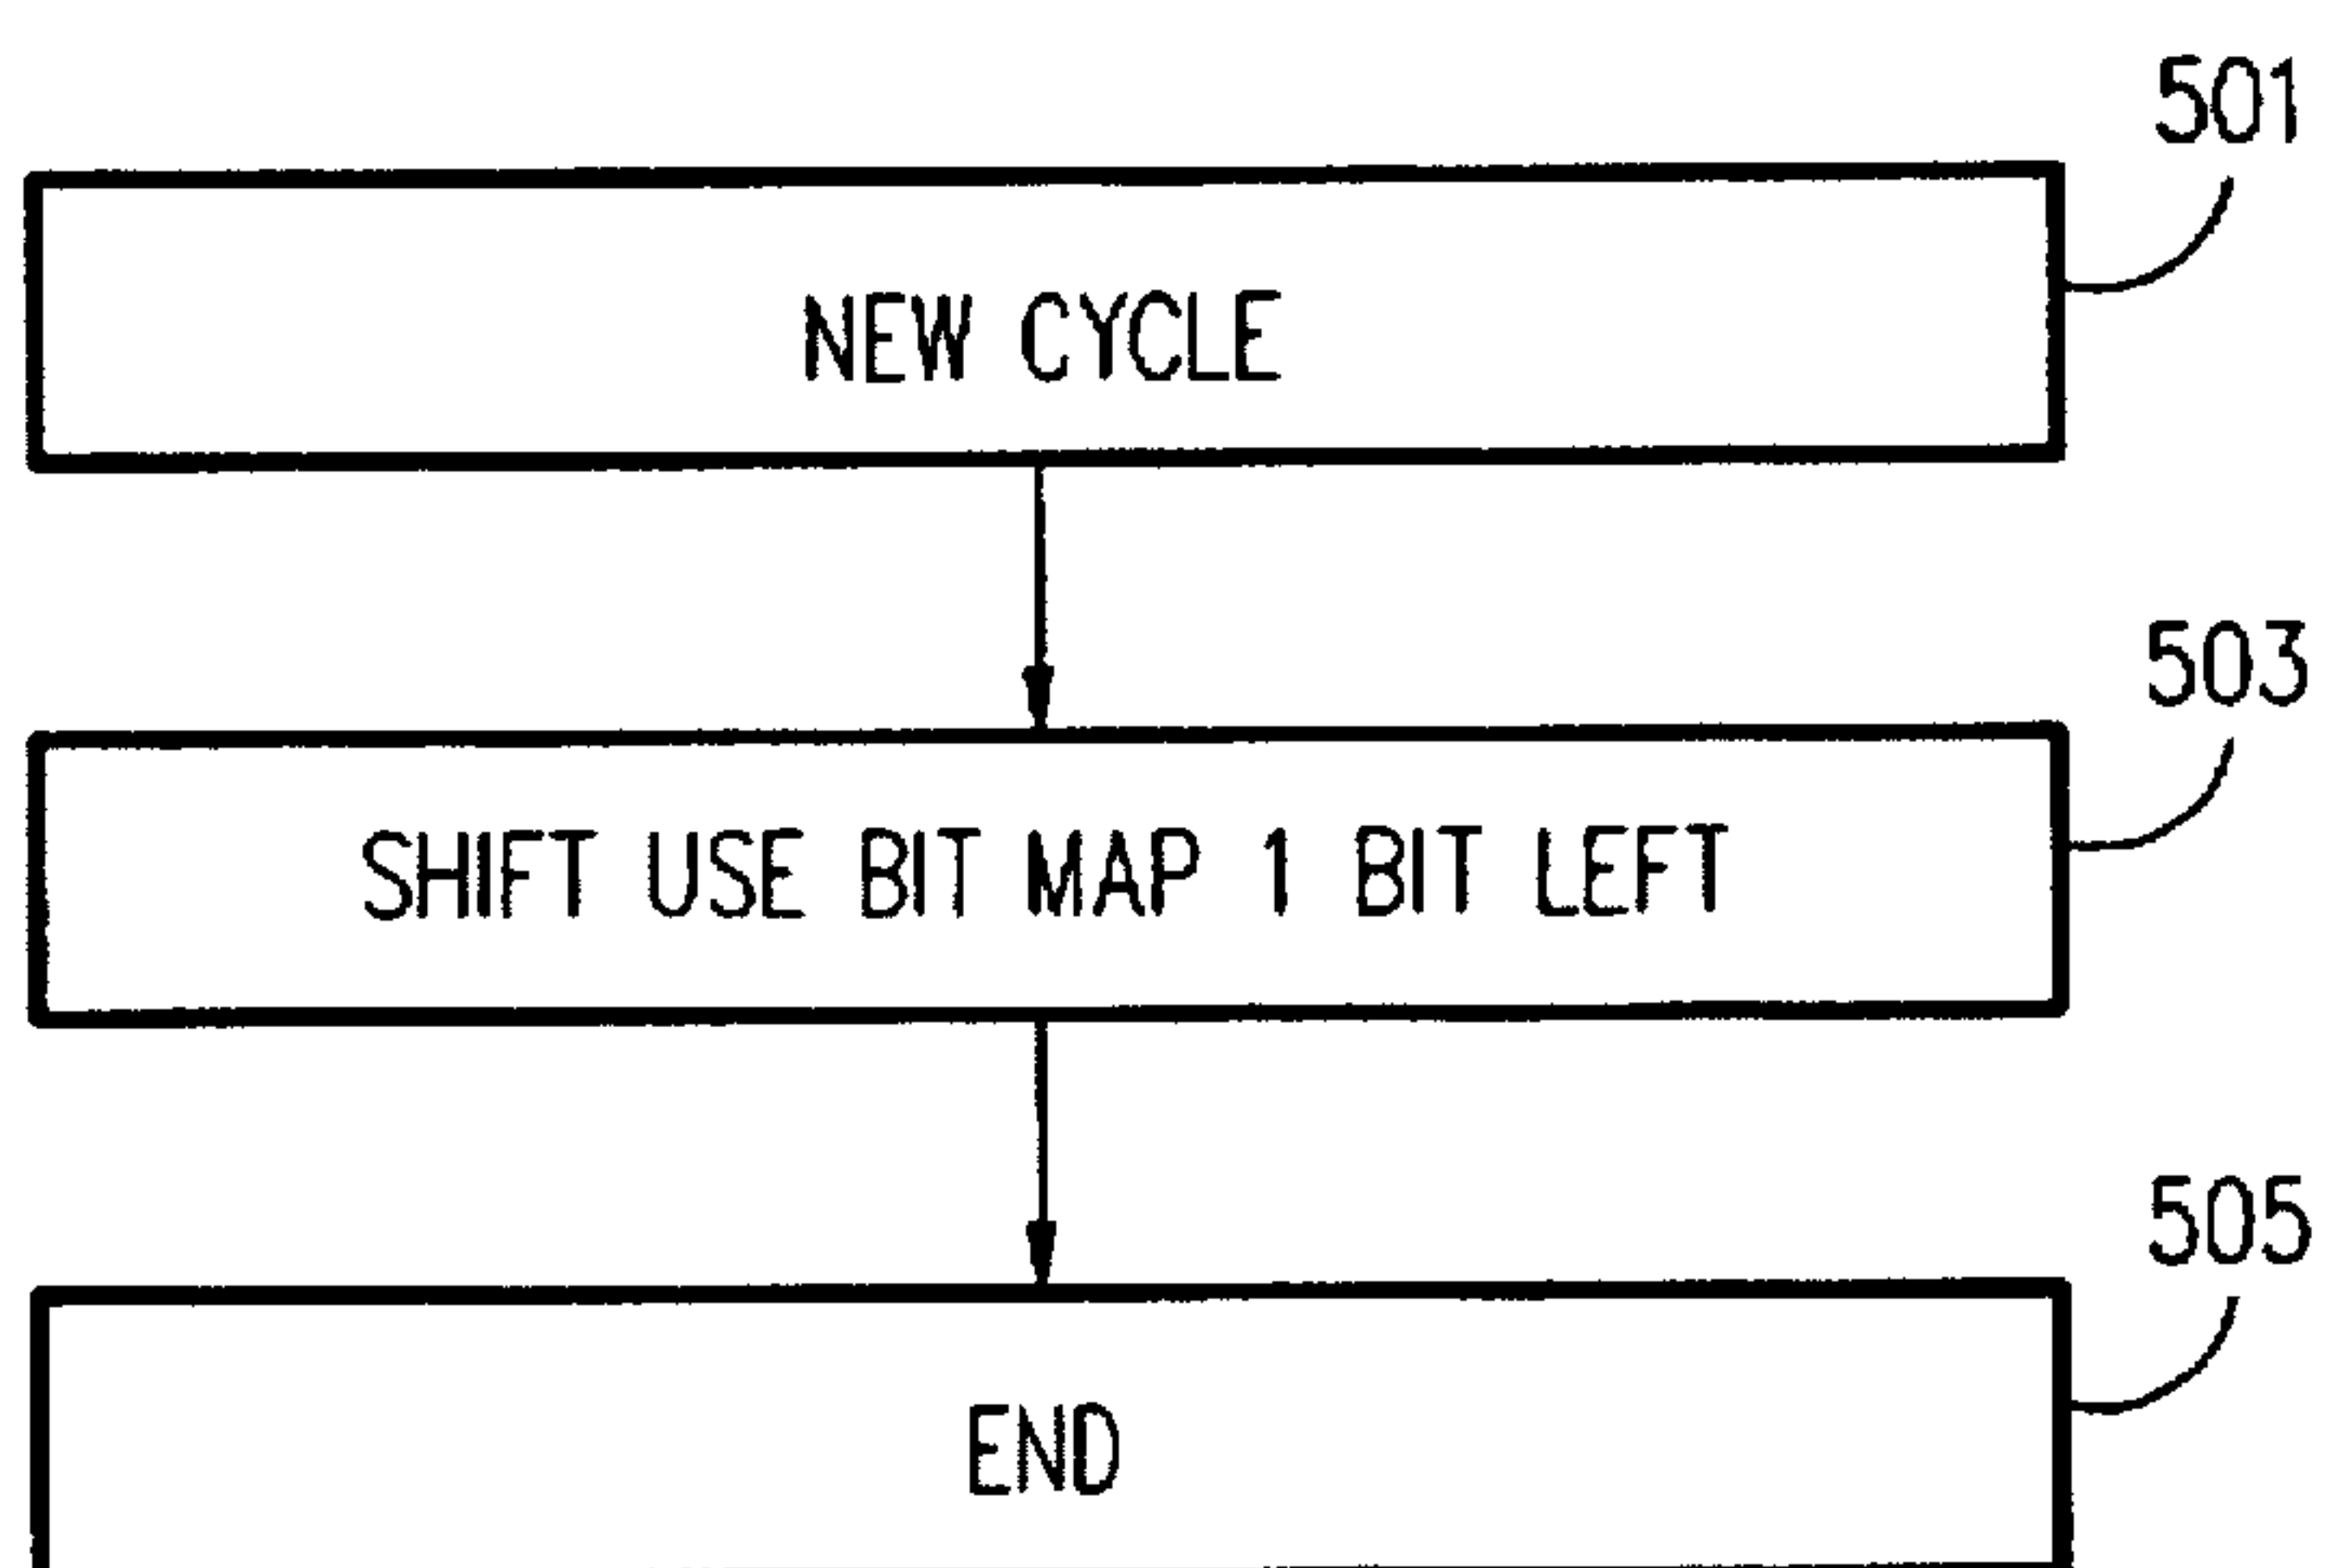 501
NEW CYCLE
503
SHIFT USE BIT MAP 1 BIT LEFT
505
END